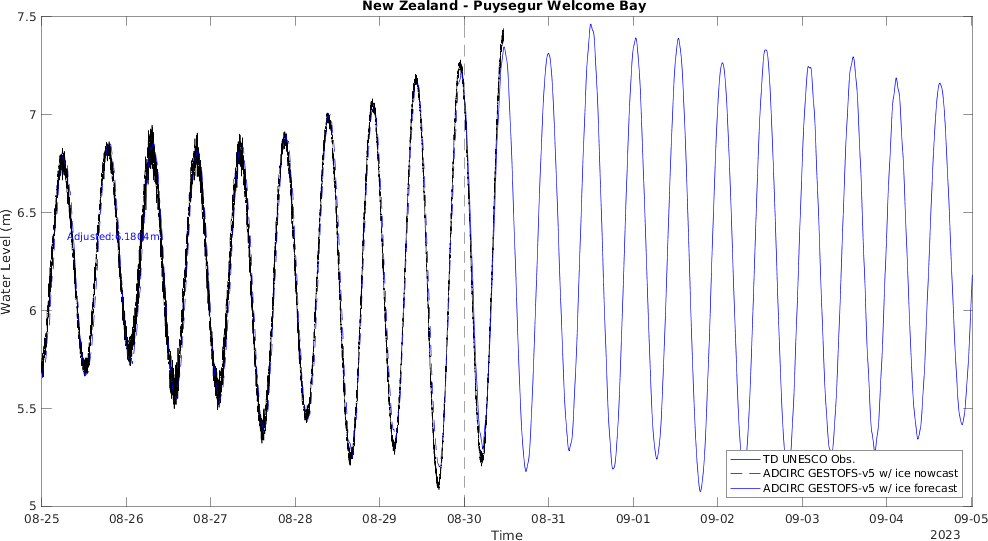 New Zealand - Puysegur Welcome Bay
7.5
7
6.5
6
5.5
5
Water Level (m)
Adjusted:6.1804m
TD UNESCO Obs.
ADCIRC GESTOFS-v5 w/ ice nowcast
ADCIRC GESTOFS-v5 w/ ice forecast
08-25 08-26 08-27 08-28 08-29 08-30 08-31 09-01 09-02 09-03 09-04 09-05
Time
2023